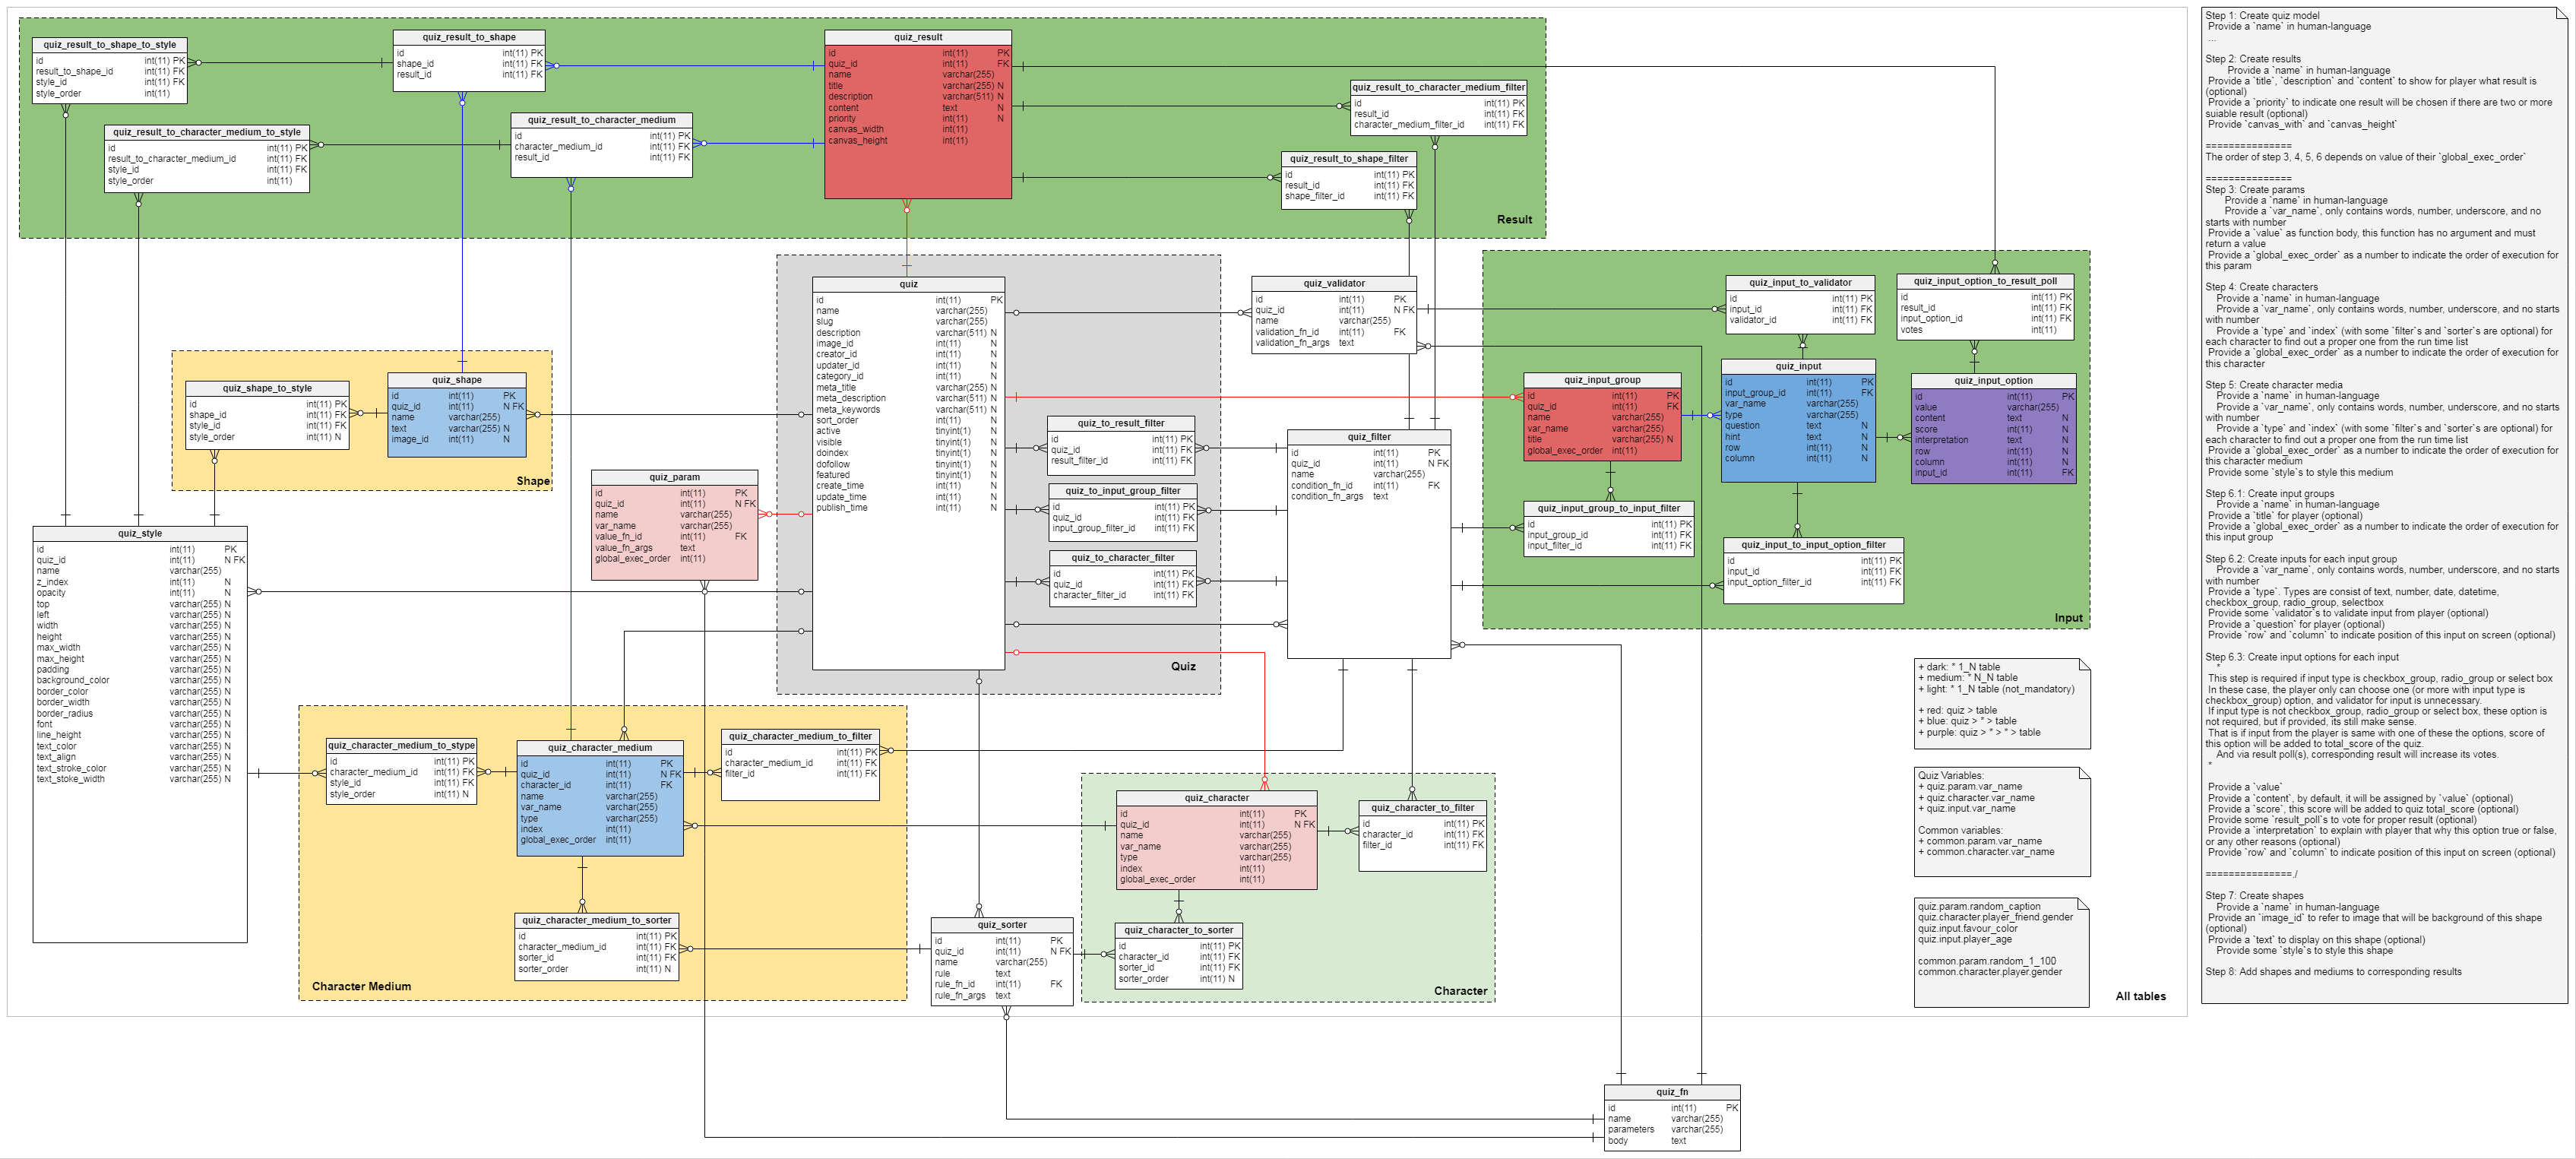 quiz_result_to_shape_to_style
id int(11) PK
result_to_shape_id int(11) FK
style_id int(11) FK
style_order int(11)
quiz_result_to_shape
id int(11) PK
shape_id int(11) FK
result_id int(11) FK
quiz_result
id int(11) PK
quiz_id int(11) FK
name varchar(255)
title varchar(255) N
description varchar(511) N
content text N
priority int(11) N
canvas_width int(11)
canvas_height int(11)
quiz_result_to_character_medium_filter
id int(11) PK
result_id int(11) FK
character_medium_filter_id int(11) FK
quiz_result_to_character_medium_to_style
id int(11) PK
result_to_character_medium_id int(11) FK
style_id int(11) FK
style_order int(11)
quiz_result_to_character_medium
id int(11) PK
character_medium_id int(11) FK
result_id int(11) FK
quiz_result_to_shape_filter
id int(11) PK
result_id int(11) FK
shape_filter_id int(11) FK
Result
quiz
id int(11) PK
name varchar(255)
slug varchar(255)
description varchar(511) N
image_id int(11) N
creator_id int(11) N
updater_id int(11) N
category_id int(11) N
meta_title varchar(255) N
meta_description varchar(511) N
meta_keywords varchar(511) N
sort_order int(11) N
active tinyint(1) N
visible tinyint(1) N
doindex tinyint(1) N
dofollow tinyint(1) N
featured tinyint(1) N
create_time int(11) N
update_time int(11) N
publish_time int(11) N
quiz_to_result_filter
id int(11) PK
quiz_id int(11) FK
result_filter_id int(11) FK
quiz_to_input_group_filter
id int(11) PK
quiz_id int(11) FK
input_group_filter_id int(11) FK
quiz_to_character_filter
id int(11) PK
quiz_id int(11) FK
character_filter_id int(11) FK
Quiz
quiz_validator
id int(11) PK
quiz_id int(11) N FK
name varchar(255)
validation_fn_id int(11) FK
validation_fn_args text
quiz_filter
id int(11) PK
quiz_id int(11) N FK
name varchar(255)
condition_fn_id int(11) FK
condition_fn_args text
quiz_input_to_validator
id int(11) PK
input_id int(11) FK
validator_id int(11) FK
quiz_input_option_to_result_poll
id int(11) PK
result_id int(11) FK
input_option_id int(11) FK
votes int(11)
quiz_input_group
id int(11) PK
quiz_id int(11) FK
name varchar(255)
var_name varchar(255)
title varchar(255) N
global_exec_order int(11)
quiz_input
id int(11) PK
input_group_id int(11) FK
var_name varchar(255)
type varchar(255)
question text N
hint text N
row int(11) N
column int(11) N
quiz_input_option
id int(11) PK
value varchar(255)
content text N
score int(11) N
interpretation text N
row int(11) N
column int(11) N
input_id int(11) FK
quiz_input_group_to_input_filter
id int(11) PK
input_group_id int(11) FK
input_filter_id int(11) FK
quiz_input_to_input_option_filter
id int(11) PK
input_id int(11) FK
input_option_filter_id int(11) FK
Input
quiz_shape_to_style
id int(11) PK
shape_id int(11) FK
style_id int(11) FK
style_order int(11) N
quiz_shape
id int(11) PK
quiz_id int(11) N FK
name varchar(255)
text varchar(255) N
image_id int(11) N
Shape
quiz_param
id int(11) PK
quiz_id int(11) N FK
name varchar(255)
var_name varchar(255)
value_fn_id int(11) FK
value_fn_args text
global_exec_order int(11)
quiz_style
id int(11) PK
quiz_id int(11) N FK
name varchar(255)
z_index int(11) N
opacity int(11) N
top varchar(255) N
left varchar(255) N
width varchar(255) N
height varchar(255) N
max_width varchar(255) N
max_height varchar(255) N
padding varchar(255) N
background_color varchar(255) N
border_color varchar(255) N
border_width varchar(255) N
border_radius varchar(255) N
font varchar(255) N
line_height varchar(255) N
text_color varchar(255) N
text_align varchar(255) N
text_stroke_color varchar(255) N
text_stoke_width varchar(255) N
quiz_character_medium_to_stype
id int(11) PK
character_medium_id int(11) FK
style_id int(11) FK
style_order int(11) N
quiz_character_medium
id int(11) PK
quiz_id int(11) N FK
character_id int(11) FK
name varchar(255)
var_name varchar(255)
type varchar(255)
index int(11)
global_exec_order int(11)
quiz_character_medium_to_filter
id int(11) PK
character_medium_id int(11) FK
filter_id int(11) FK
quiz_character_medium_to_sorter
id int(11) PK
character_medium_id int(11) FK
sorter_id int(11) FK
sorter_order int(11) N
Character Medium
quiz_sorter
id int(11) PK
quiz_id int(11) N FK
name varchar(255)
rule text
rule_fn_id int(11) FK
rule_fn_args text
quiz_character
id int(11) PK
quiz_id int(11) N FK
name varchar(255)
var_name varchar(255)
type varchar(255)
index int(11)
global_exec_order int(11)
quiz_character_to_filter
id int(11) PK
character_id int(11) FK
filter_id int(11) FK
quiz_character_to_sorter
id int(11) PK
character_id int(11) FK
sorter_id int(11) FK
sorter_order int(11) N
Character
quiz_fn
id int(11) PK
name varchar(255)
parameters varchar(255)
body text
+ dark: * 1_N table
+ medium: * N_N table
+ light: * 1_N table (not_mandatory)
+ red: quiz > table
+ blue: quiz > * > table
+ purple: quiz > * > * > table
Quiz Variables:
+ quiz.param.var_name
+ quiz.character.var_name
+ quiz.input.var_name
Common variables:
+ common.param.var_name
+ common.character.var_name
quiz.param.random_caption
quiz.character.player_friend.gender
quiz.input.favour_color
quiz.input.player_age
common.param.random_1_100
common.character.player.gender
All tables
Step 1: Create quiz model
Provide a `name` in human-language
...
Step 2: Create results
Provide a `name` in human-language
Provide a `title`, `description` and `content` to show for player what result is
(optional)
Provide a `priority` to indicate one result will be chosen if there are two or more
suiable result (optional)
Provide `canvas_with` and `canvas_height`
===============
The order of step 3, 4, 5, 6 depends on value of their `global_exec_order`
===============
Step 3: Create params
Provide a `name` in human-language
Provide a `var_name`, only contains words, number, underscore, and no
starts with number
Provide a `value` as function body, this function has no argument and must
return a value
Provide a `global_exec_order` as a number to indicate the order of execution for
this param
Step 4: Create characters
Provide a `name` in human-language
Provide a `var_name`, only contains words, number, underscore, and no starts
with number
Provide a `type` and `index` (with some `filter`s and `sorter`s are optional) for
each character to find out a proper one from the run time list
Provide a `global_exec_order` as a number to indicate the order of execution for
this character
Step 5: Create character media
Provide a `name` in human-language
Provide a `var_name`, only contains words, number, underscore, and no starts
with number
Provide a `type` and `index` (with some `filter`s and `sorter`s are optional) for
each character to find out a proper one from the run time list
Provide a `global_exec_order` as a number to indicate the order of execution for
this character medium
Provide some `style`s to style this medium
Step 6.1: Create input groups
Provide a `name` in human-language
Provide a `title` for player (optional)
Provide a `global_exec_order` as a number to indicate the order of execution for
this input group
Step 6.2: Create inputs for each input group
Provide a `var_name`, only contains words, number, underscore, and no starts
with number
Provide a `type`. Types are consist of text, number, date, datetime,
checkbox_group, radio_group, selectbox
Provide some `validator`s to validate input from player (optional)
Provide a `question` for player (optional)
Provide `row` and `column` to indicate position of this input on screen (optional)
Step 6.3: Create input options for each input
*
This step is required if input type is checkbox_group, radio_group or select box
In these case, the player only can choose one (or more with input type is
checkbox_group) option, and validator for input is unnecessary.
If input type is not checkbox_group, radio_group or select box, these option is
not required, but if provided, its still make sense.
That is if input from the player is same with one of these the options, score of
this option will be added to total_score of the quiz.
And via result poll(s), corresponding result will increase its votes.
*
Provide a `value`
Provide a `content`, by default, it will be assigned by `value` (optional)
Provide a `score`, this score will be added to quiz total_score (optional)
Provide some `result_poll`s to vote for proper result (optional)
Provide a `interpretation` to explain with player that why this option true or false,
or any other reasons (optional)
Provide `row` and `column` to indicate position of this input on screen (optional)
===============./
Step 7: Create shapes
Provide a `name` in human-language
Provide an `image_id` to refer to image that will be background of this shape
(optional)
Provide a `text` to display on this shape (optional)
Provide some `style`s to style this shape
Step 8: Add shapes and mediums to corresponding results